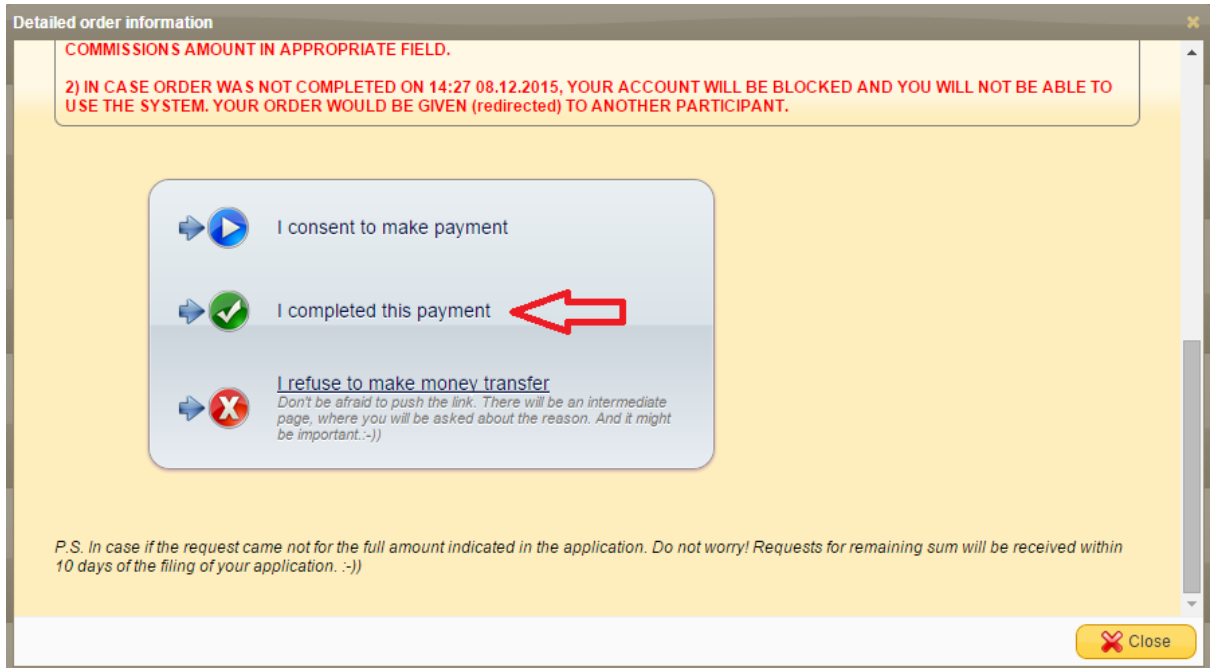 Detailed order information
COMMISSIONS AMOUNT IN APPROPRIATE FIELD.
2) IN CASE ORDER WAS NOT COMPLETED ON 14:27 08.12.2015, YOUR ACCOUNT WILL BE BLOCKED AND YOU WILL NOT BE ABLE TO
USE THE SYSTEM. YOUR ORDER WOULD BE GIVEN (redirected) TO ANOTHER PARTICIPANT.
I consent to make payment
I completed this payment
I refuse to make money transfer
Don't be afraid to push the link. There will be an intermediate
page, where you will be asked about the reason. And it might
be important.:-))
P.S. In case if the request came not for the full amount indicated in the application. Do not worry! Requests for remaining sum will be received within
10 days of the filing of your application. :-))
Close